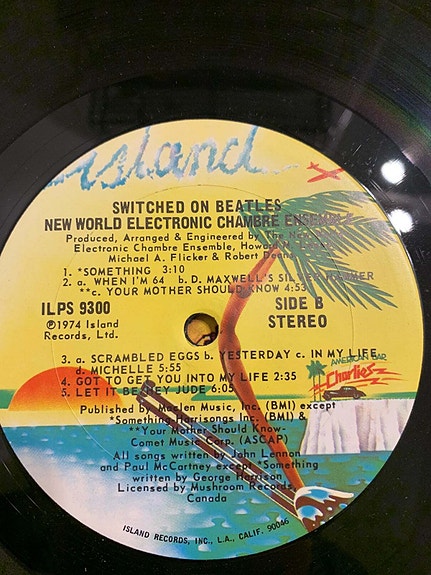 island
SWITCHED ON BEATLES
NEW WORLD ELECTRONIC CHAMBRE ENSEMBLE
Produced, Arranged & Engineered by The New World
Electronic Chambre Ensemble, Howard
Michael A. Flicker & Robert Deans
1. *SOMETHING 3:10
2. a. WHEN I'M 64 b.D. MAXWELL'S SILVER HAMMER
**c. YOUR MOTHER SHOULD KNOW 4:53
ILPS 9300
SIDE B
℗1974 Island
Records, Ltd.
STEREO
3. a. SCRAMBLED EGGS b. YESTERDAY c. IN MY LIFE
d. MICHELLE 5:55
4. GOT TO GET YOU INTO MY LIFE 2:35
5. LET IT BE HEY JUDE 6:05
AMERICAN BAR
Charlies
Published by Maclen Music, Inc. (BMI) except
*Something-Harrisongs Inc. (BMI) &
**Your Mother Should Know-
Comet Music Corp. (ASCAP)
All songs written by John Lennon
and Paul McCartney except *Something
written by George Harrison
Licensed by Mushroom Records,
Canada
ISLAND RECORDS, INC., L.A., CALIF. 90046